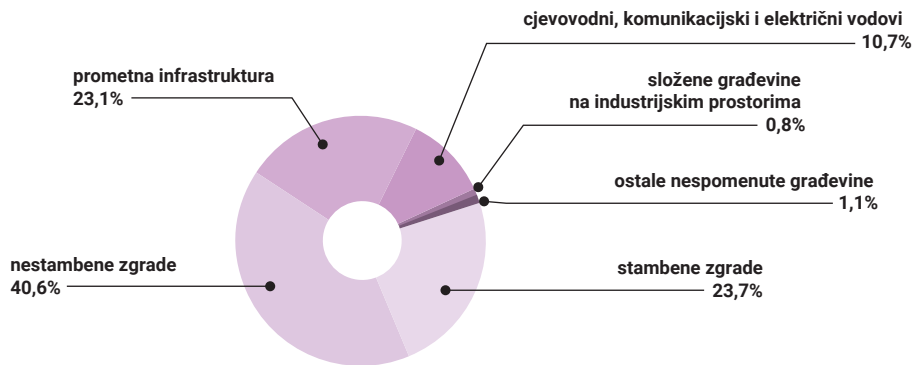 cjevovodni, komunikacijski i električni vodovi
10,7%
prometna infrastruktura
23,1%
složene građevine
na industrijskim prostorima
0,8%
ostale nespomenute građevine
1,1%
nestambene zgrade
40,6%
stambene zgrade
23,7%